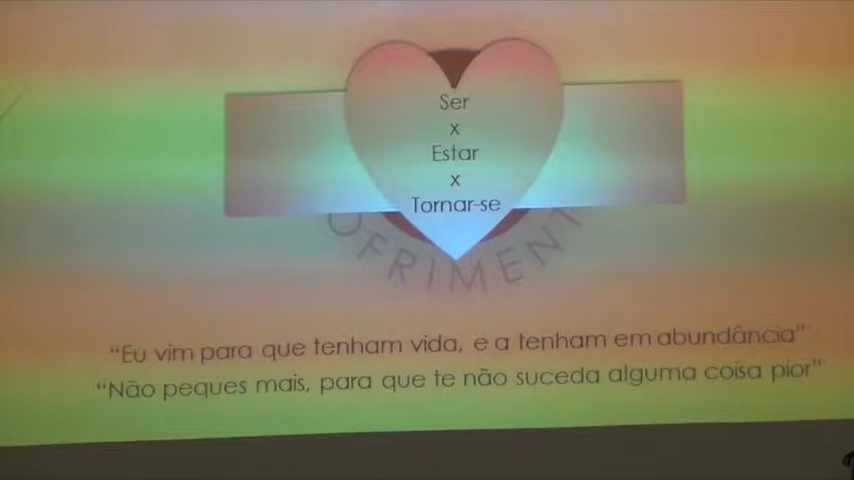 Ser
x
Estar
x
Tornar-se
OFRIMENT
“Eu vim para que tenham vida, e a tenham em abundância”
“Não peques mais, para que te não suceda alguma coisa pior”